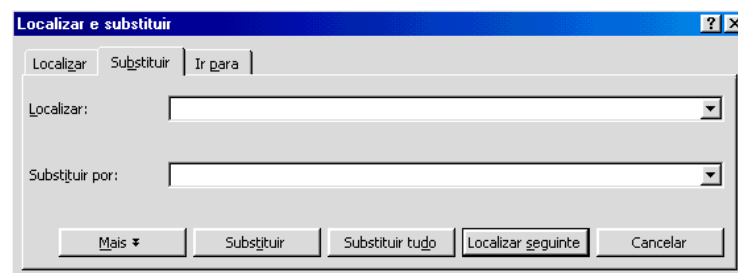 Localizar e substituir
Localizar Substituir Ir para
Localizar:
Substituir por:
Mais Substituir Substituir tudo Localizar seguinte Cancelar